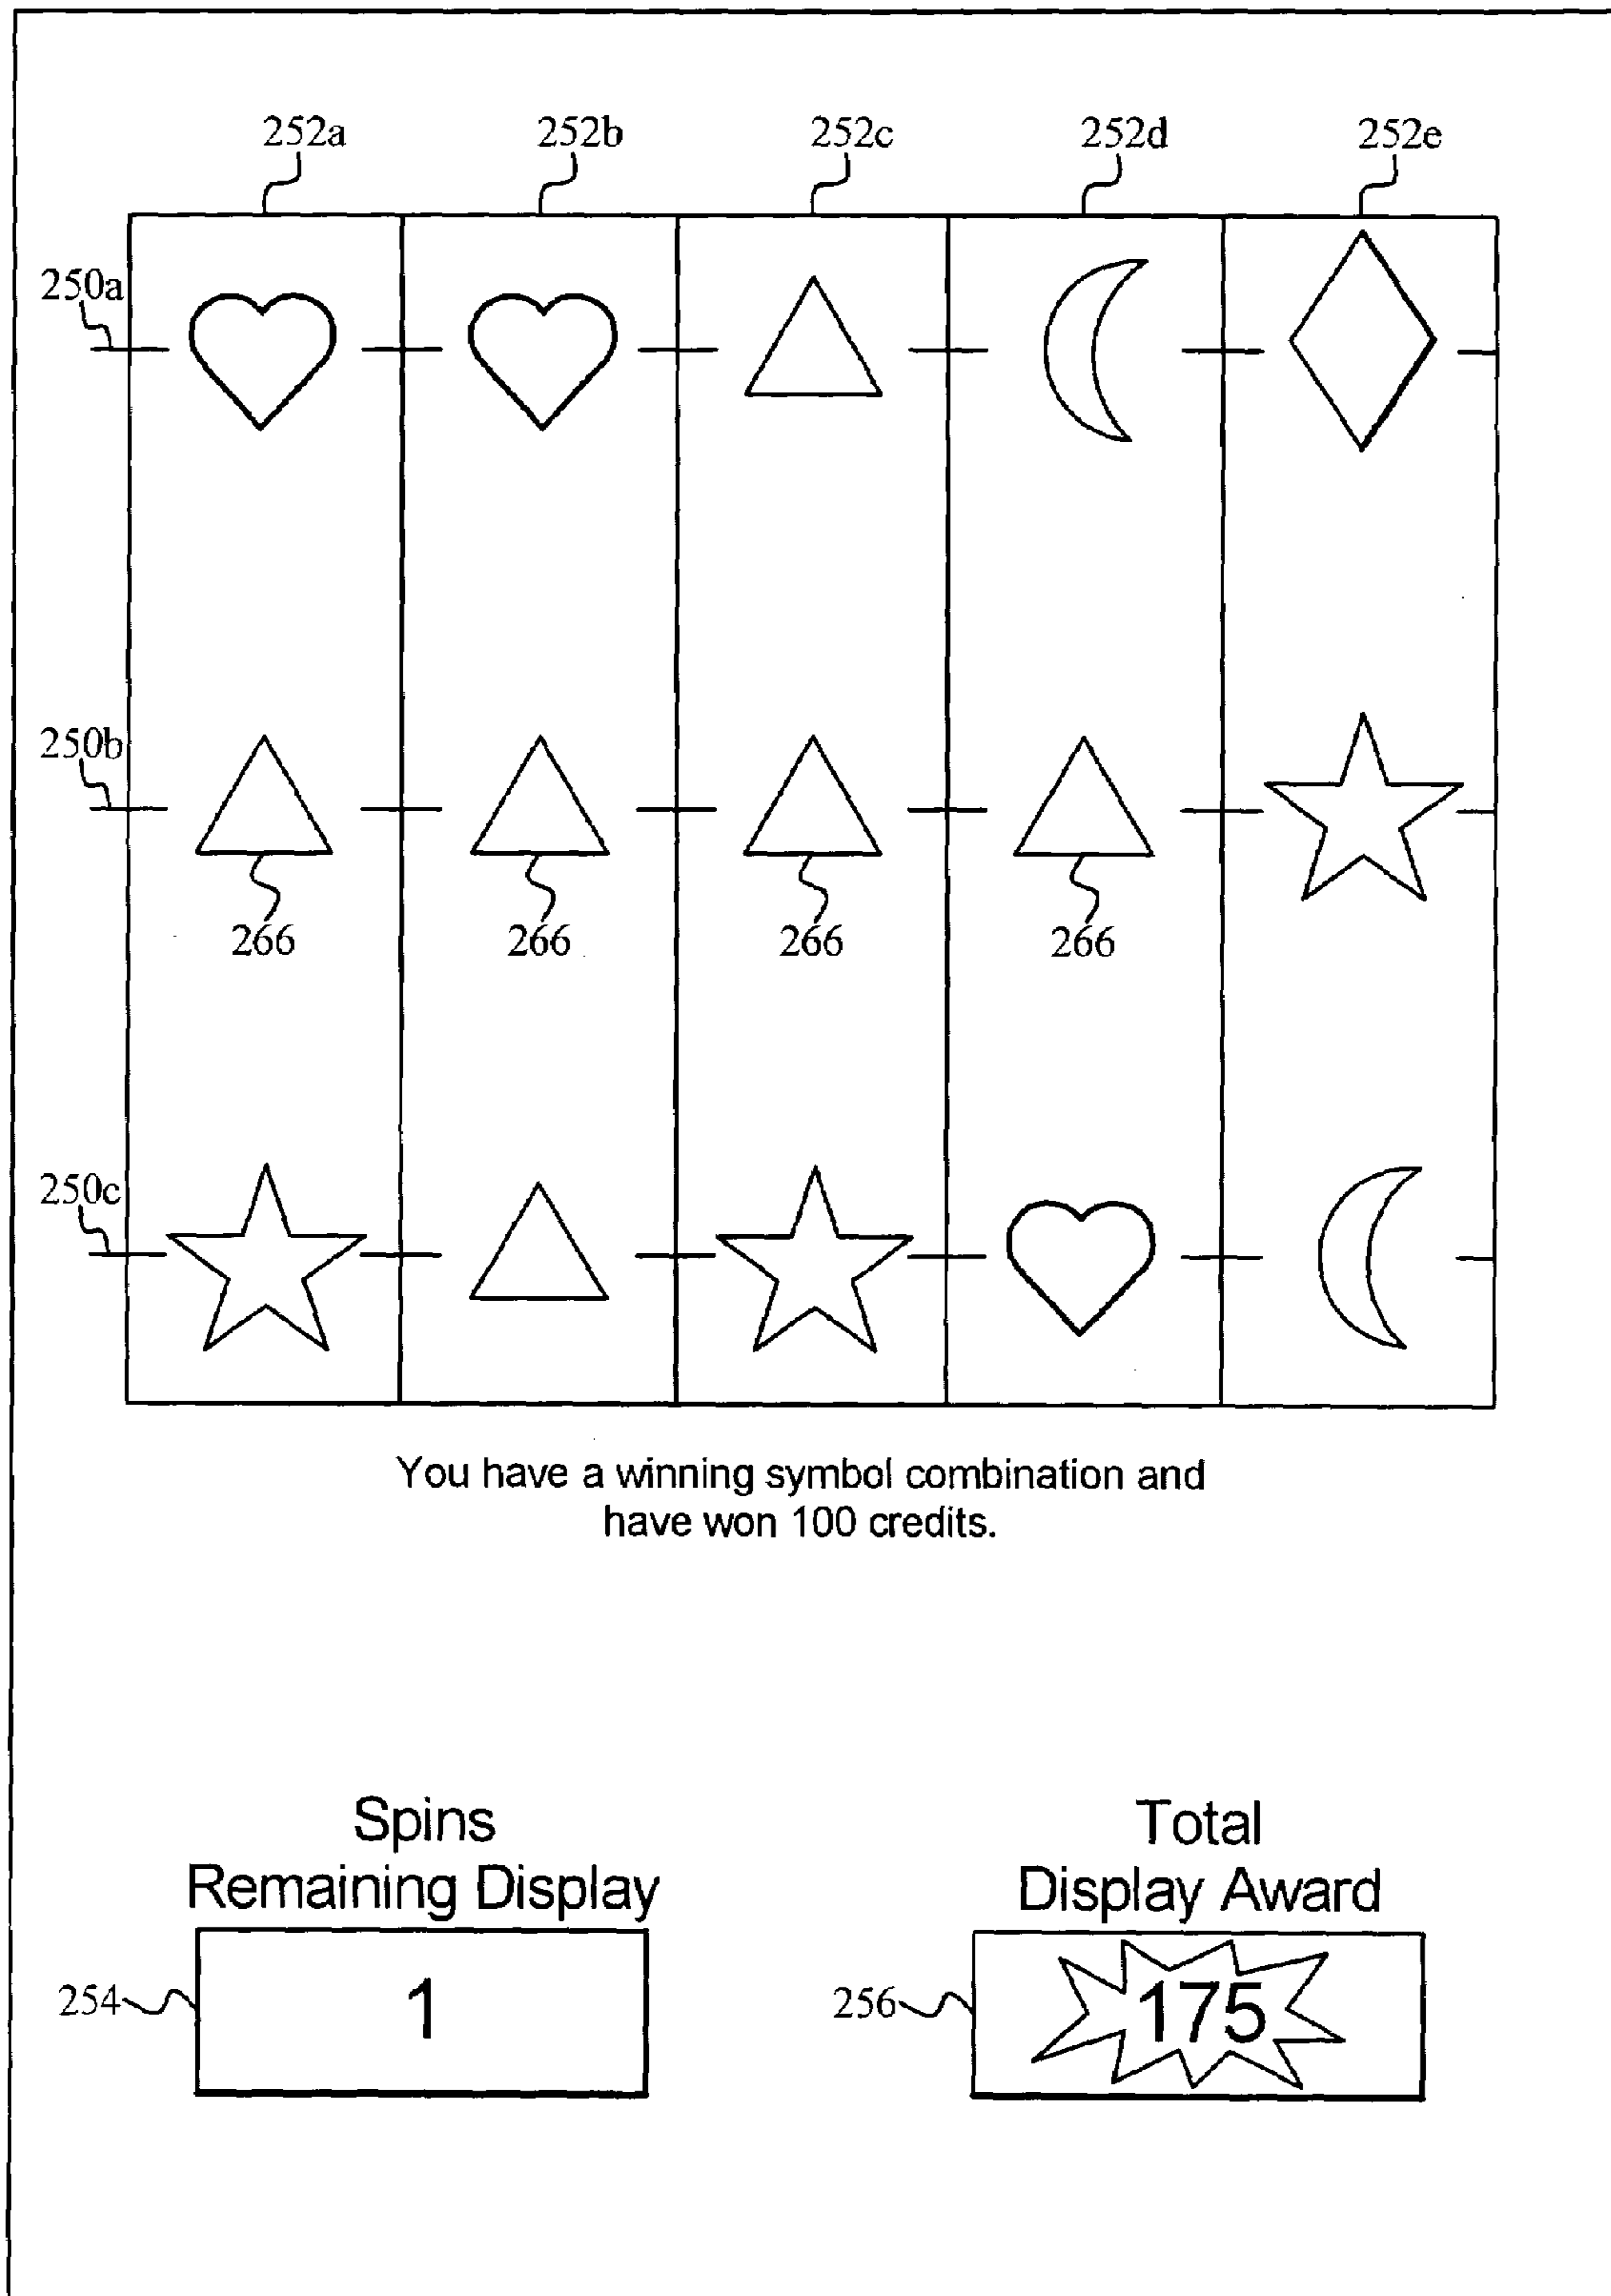 252a 252b 252c 252d 252e
250a
250b
266 266 266 266
250c
You have a winning symbol combination and
have won 100 credits.
Spins
Remaining Display
Total
Display Award
254 1
256 175